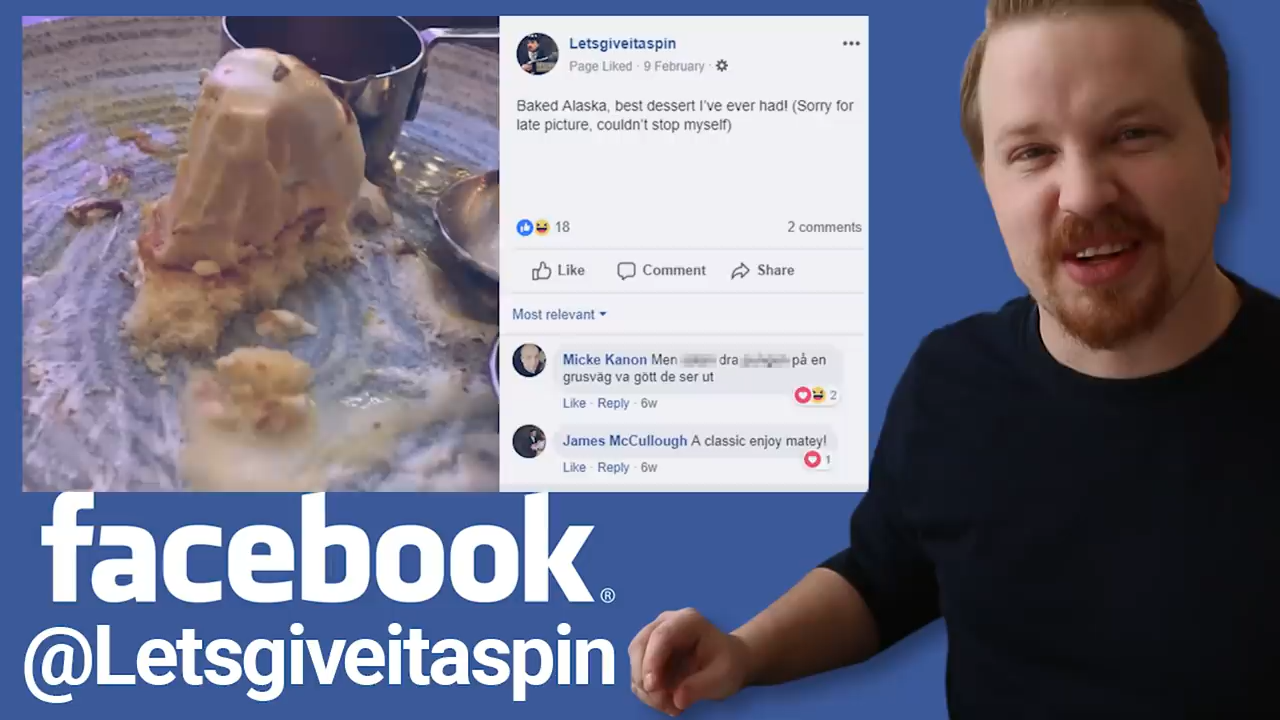 Letsgiveitaspin
Page Liked · 9 February ·
Baked Alaska, best dessert I've ever had! (Sorry for
late picture, couldn't stop myself)
18
2 comments
Like Comment Share
Most relevant
Micke Kanon Men dra på en
grusväg va gött de ser ut
2
Like · Reply · 6w
James McCullough A classic enjoy matey!
1
Like · Reply · 6w
facebook®
@Letsgiveitaspin